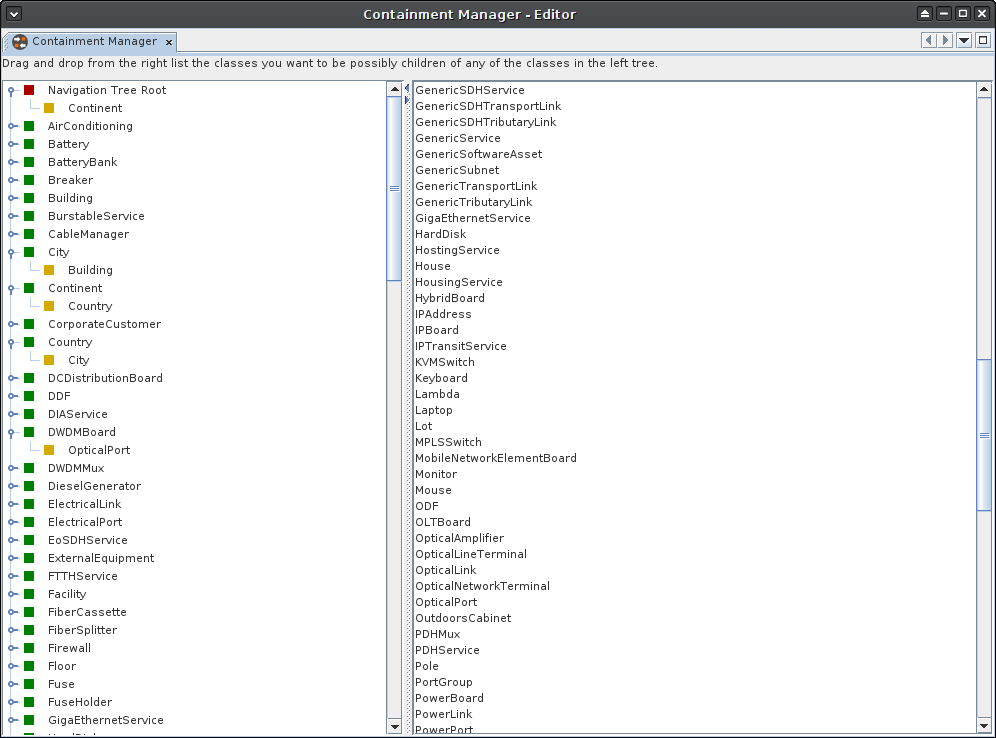 Containment Manager - Editor
Containment Manager
Drag and drop from the right list the classes you want to be possibly children of any of the classes in the left tree.
Navigation Tree Root
Continent
AirConditioning
Battery
BatteryBank
Breaker
Building
BurstableService
CableManager
City
Building
Continent
Country
CorporateCustomer
Country
City
DCDistributionBoard
DDF
DIAService
DWDMBoard
OpticalPort
DWDMMux
DieselGenerator
ElectricalLink
ElectricalPort
EoSDHService
ExternalEquipment
FTTHService
Facility
FiberCassette
FiberSplitter
Firewall
Floor
Fuse
FuseHolder
GigaEthernetService
GenericSDHService
GenericSDHTransportLink
GenericSDHTributaryLink
GenericService
GenericSoftwareAsset
GenericSubnet
GenericTransportLink
GenericTributaryLink
GigaEthernetService
HardDisk
HostingService
House
HousingService
HybridBoard
IPAddress
IPBoard
IPTransitService
KVMSwitch
Keyboard
Lambda
Laptop
Lot
MPLSSwitch
MobileNetworkElementBoard
Monitor
Mouse
ODF
OLTBoard
OpticalAmplifier
OpticalLineTerminal
OpticalLink
OpticalNetworkTerminal
OpticalPort
OutdoorsCabinet
PDHMux
PDHService
Pole
PortGroup
PowerBoard
PowerLink
PowerPort